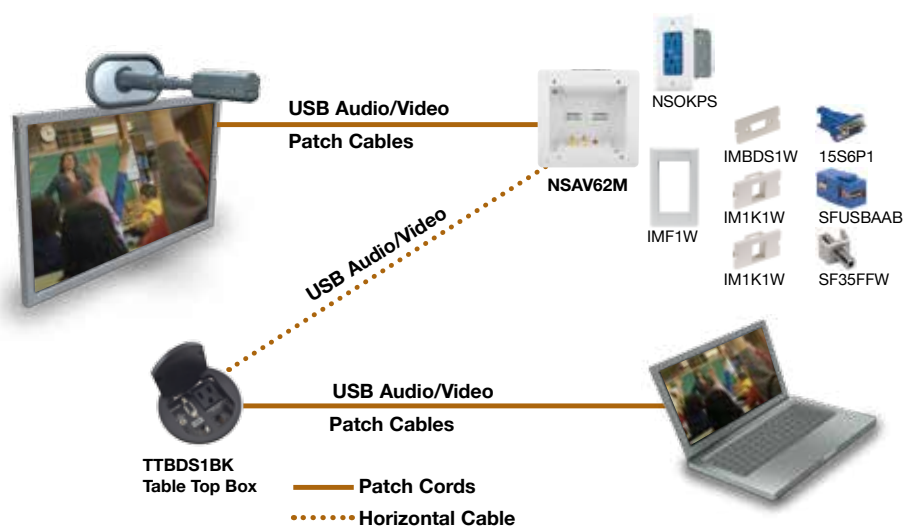 USB Audio/Video
Patch Cables
NSAV62M
NSOKPS
IMF1W
IMBDS1W
15S6P1
IM1K1W
SFUSBAAB
IM1K1W
SF35FFW
USB Audio/Video
USB Audio/Video
Patch Cables
TTBDS1BK
Table Top Box
Patch Cords
Horizontal Cable